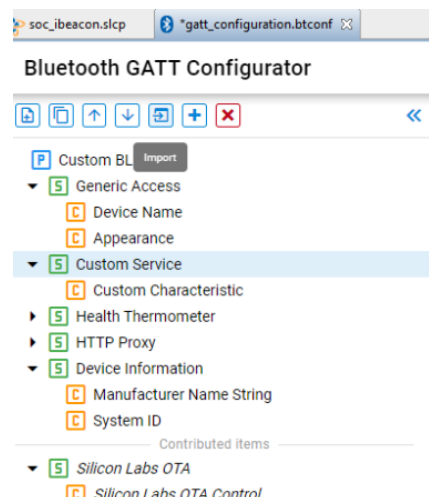 soc_ibeacon.slcp *gatt_configuration.btconf
Bluetooth GATT Configurator
P Custom BL
Import
S Generic Access
C Device Name
C Appearance
S Custom Service
C Custom Characteristic
S Health Thermometer
S HTTP Proxy
S Device Information
C Manufacturer Name String
C System ID
Contributed items
S Silicon Labs OTA
C Silicon Labs OTA Control